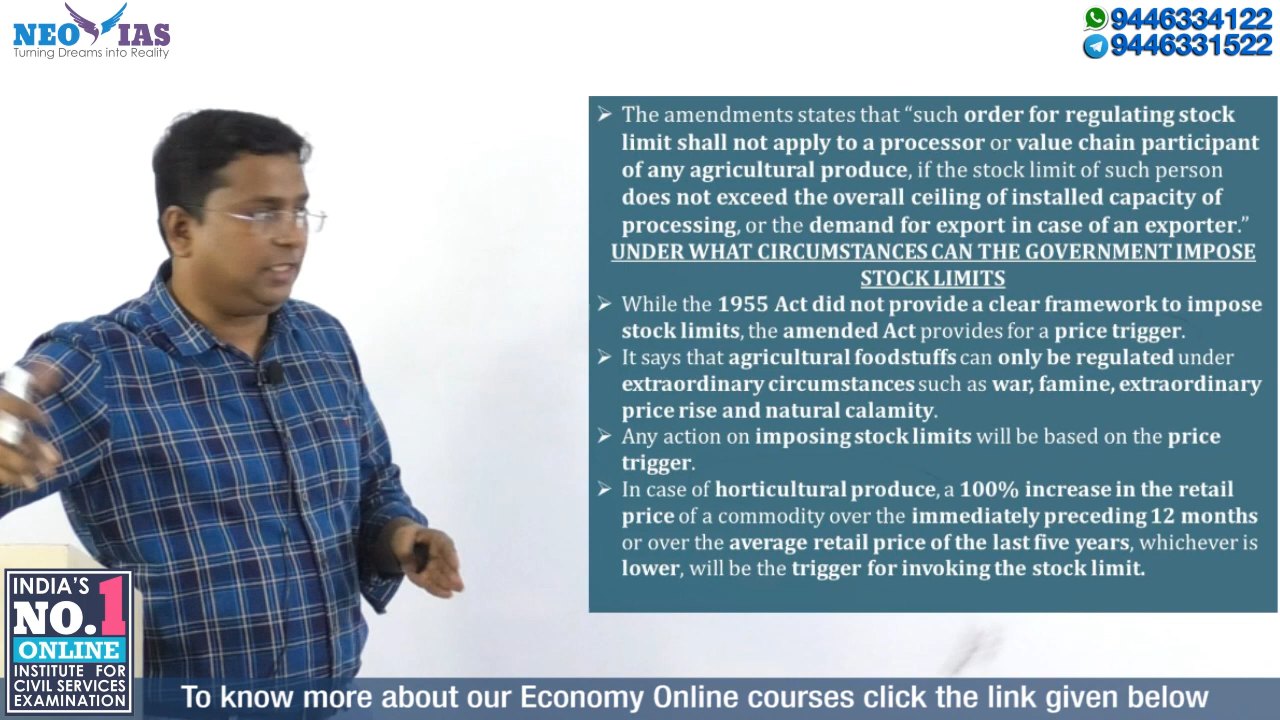 NEO IAS
Turning Dreams into Reality
9446334122
9446331522
➢ The amendments states that “such order for regulating stock
limit shall not apply to a processor or value chain participant
of any agricultural produce, if the stock limit of such person
does not exceed the overall ceiling of installed capacity of
processing, or the demand for export in case of an exporter.”
UNDER WHAT CIRCUMSTANCES CAN THE GOVERNMENT IMPOSE
STOCK LIMITS
➢ While the 1955 Act did not provide a clear framework to impose
stock limits, the amended Act provides for a price trigger.
➢ It says that agricultural foodstuffs can only be regulated under
extraordinary circumstances such as war, famine, extraordinary
price rise and natural calamity.
➢ Any action on imposing stock limits will be based on the price
trigger.
➢ In case of horticultural produce, a 100% increase in the retail
price of a commodity over the immediately preceding 12 months
or over the average retail price of the last five years, whichever is
lower, will be the trigger for invoking the stock limit.
INDIA'S
NO.1
ONLINE
INSTITUTE FOR
CIVIL SERVICES
EXAMINATION
To know more about our Economy Online courses click the link given below